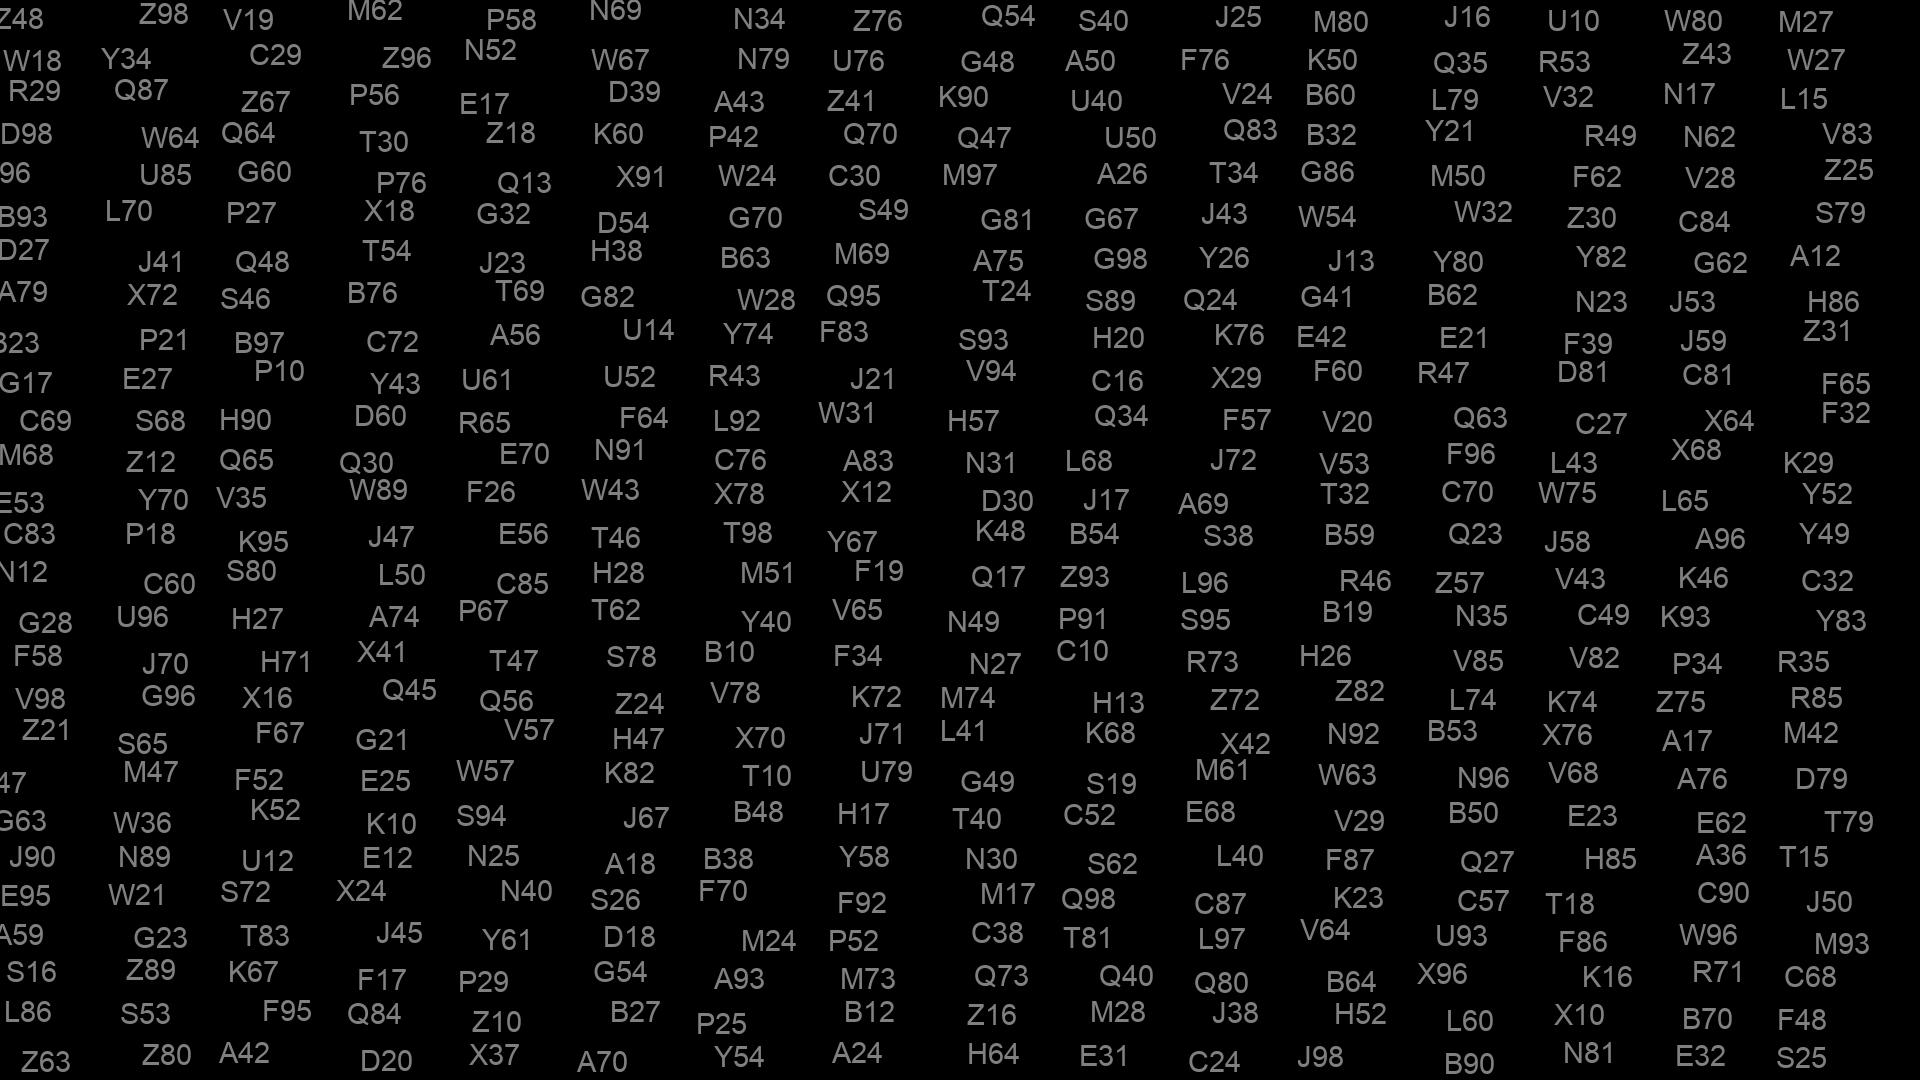 Z48 Z98 V19 M62 P58 N69 N34 Z76 Q54 S40 J25 M80 J16 U10 W80 M27
W18 Y34 C29 Z96 N52 W67 N79 U76 G48 A50 F76 K50 Q35 R53 Z43 W27
R29 Q87 Z67 P56 E17 D39 A43 Z41 K90 U40 V24 B60 L79 V32 N17 L15
D98 W64 Q64 T30 Z18 K60 P42 Q70 Q47 U50 Q83 B32 Y21 R49 N62 V83
96 U85 G60 P76 Q13 X91 W24 C30 M97 A26 T34 G86 M50 F62 V28 Z25
B93 L70 P27 X18 G32 D54 G70 S49 G81 G67 J43 W54 W32 Z30 C84 S79
D27 J41 Q48 T54 J23 H38 B63 M69 A75 G98 Y26 J13 Y80 Y82 G62 A12
A79 X72 S46 B76 T69 G82 W28 Q95 T24 S89 Q24 G41 B62 N23 J53 H86
B23 P21 B97 C72 A56 U14 Y74 F83 S93 H20 K76 E42 E21 F39 J59 Z31
G17 E27 P10 Y43 U61 U52 R43 J21 V94 C16 X29 F60 R47 D81 C81 F65
C69 S68 H90 D60 R65 F64 L92 W31 H57 Q34 F57 V20 Q63 C27 X64 F32
M68 Z12 Q65 Q30 E70 N91 C76 A83 N31 L68 J72 V53 F96 L43 X68 K29
E53 Y70 V35 W89 F26 W43 X78 X12 D30 J17 A69 T32 C70 W75 L65 Y52
C83 P18 K95 J47 E56 T46 T98 Y67 K48 B54 S38 B59 Q23 J58 A96 Y49
N12 C60 S80 L50 C85 H28 M51 F19 Q17 Z93 L96 R46 Z57 V43 K46 C32
G28 U96 H27 A74 P67 T62 Y40 V65 N49 P91 S95 B19 N35 C49 K93 Y83
F58 J70 H71 X41 T47 S78 B10 F34 N27 C10 R73 H26 V85 V82 P34 R35
V98 G96 X16 Q45 Q56 Z24 V78 K72 M74 H13 Z72 Z82 L74 K74 Z75 R85
Z21 S65 F67 G21 V57 H47 X70 J71 L41 K68 X42 N92 B53 X76 A17 M42
47 M47 F52 E25 W57 K82 T10 U79 G49 S19 M61 W63 N96 V68 A76 D79
G63 W36 K52 K10 S94 J67 B48 H17 T40 C52 E68 V29 B50 E23 E62 T79
J90 N89 U12 E12 N25 A18 B38 Y58 N30 S62 L40 F87 Q27 H85 A36 T15
E95 W21 S72 X24 N40 S26 F70 F92 M17 Q98 C87 K23 C57 T18 C90 J50
A59 G23 T83 J45 Y61 D18 M24 P52 C38 T81 L97 V64 U93 F86 W96 M93
S16 Z89 K67 F17 P29 G54 A93 M73 Q73 Q40 Q80 B64 X96 K16 R71 C68
L86 S53 F95 Q84 Z10 B27 P25 B12 Z16 M28 J38 H52 L60 X10 B70 F48
Z63 Z80 A42 D20 X37 A70 Y54 A24 H64 E31 C24 J98 B90 N81 E32 S25